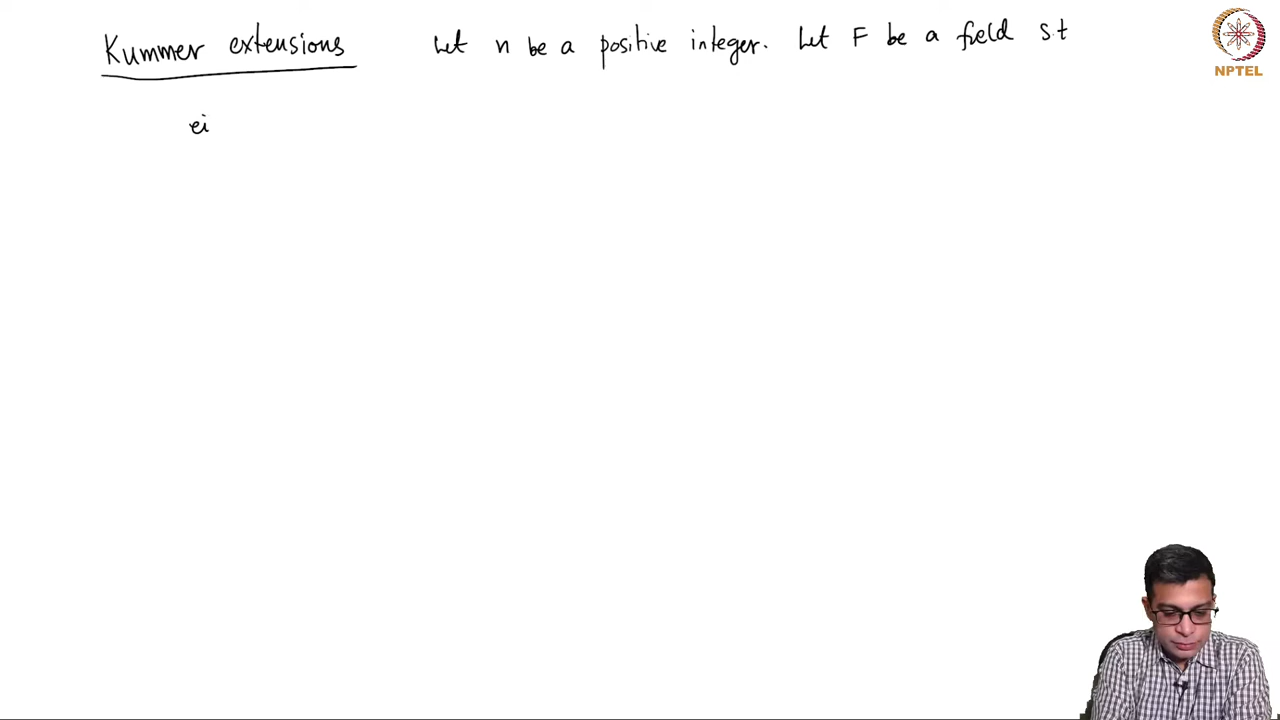 Kummer extensions Let n be a positive integer. Let F be a field s.t
ei
NPTEL